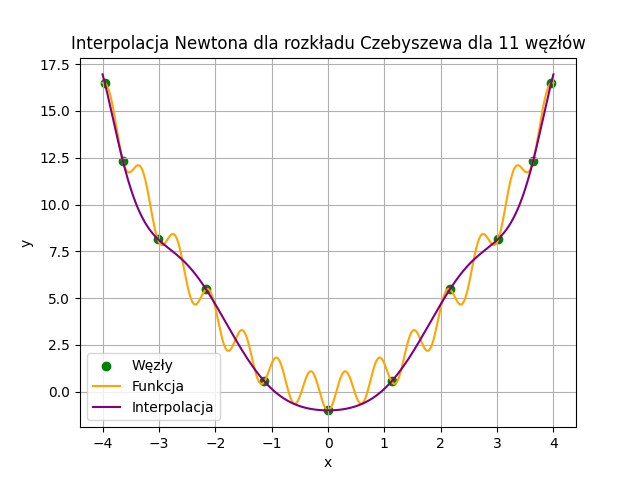 Interpolacja Newtona dla rozkładu Czebyszewa dla 11 węzłów
17.5
15.0
12.5
10.0
7.5
5.0
2.5
0.0
y
Węzły
Funkcja
Interpolacja
−4 −3 −2 −1 0 1 2 3 4
x